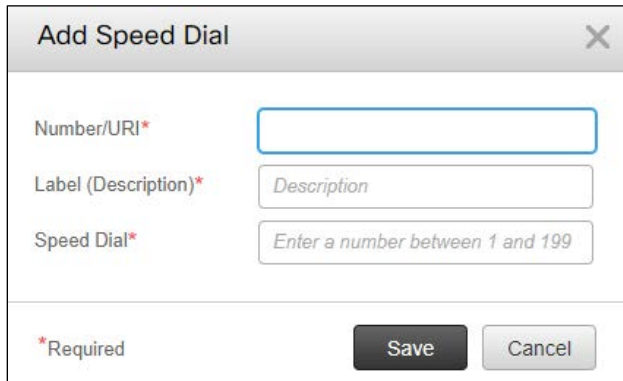 Add Speed Dial
Number/URI*
Label (Description)* Description
Speed Dial* Enter a number between 1 and 199
*Required Save Cancel